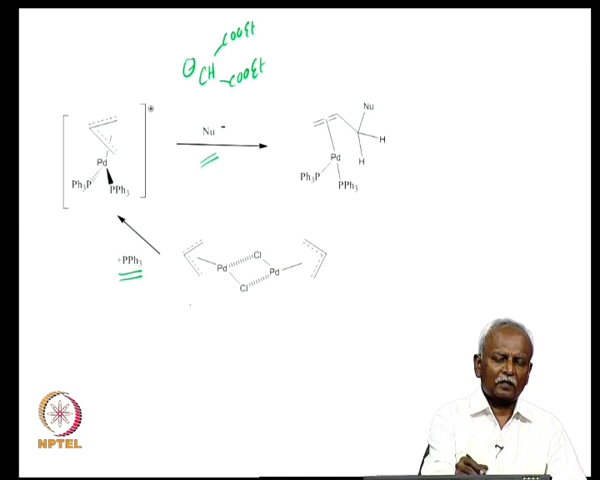 COOEt
⊖ CH
COOEt
⊕
Nu⁻
Nu
H
H
Pd
Ph₃P
PPh₃
Pd
Ph₃P
PPh₃
+PPh₃
Cl
Pd
Pd
Cl
NPTEL